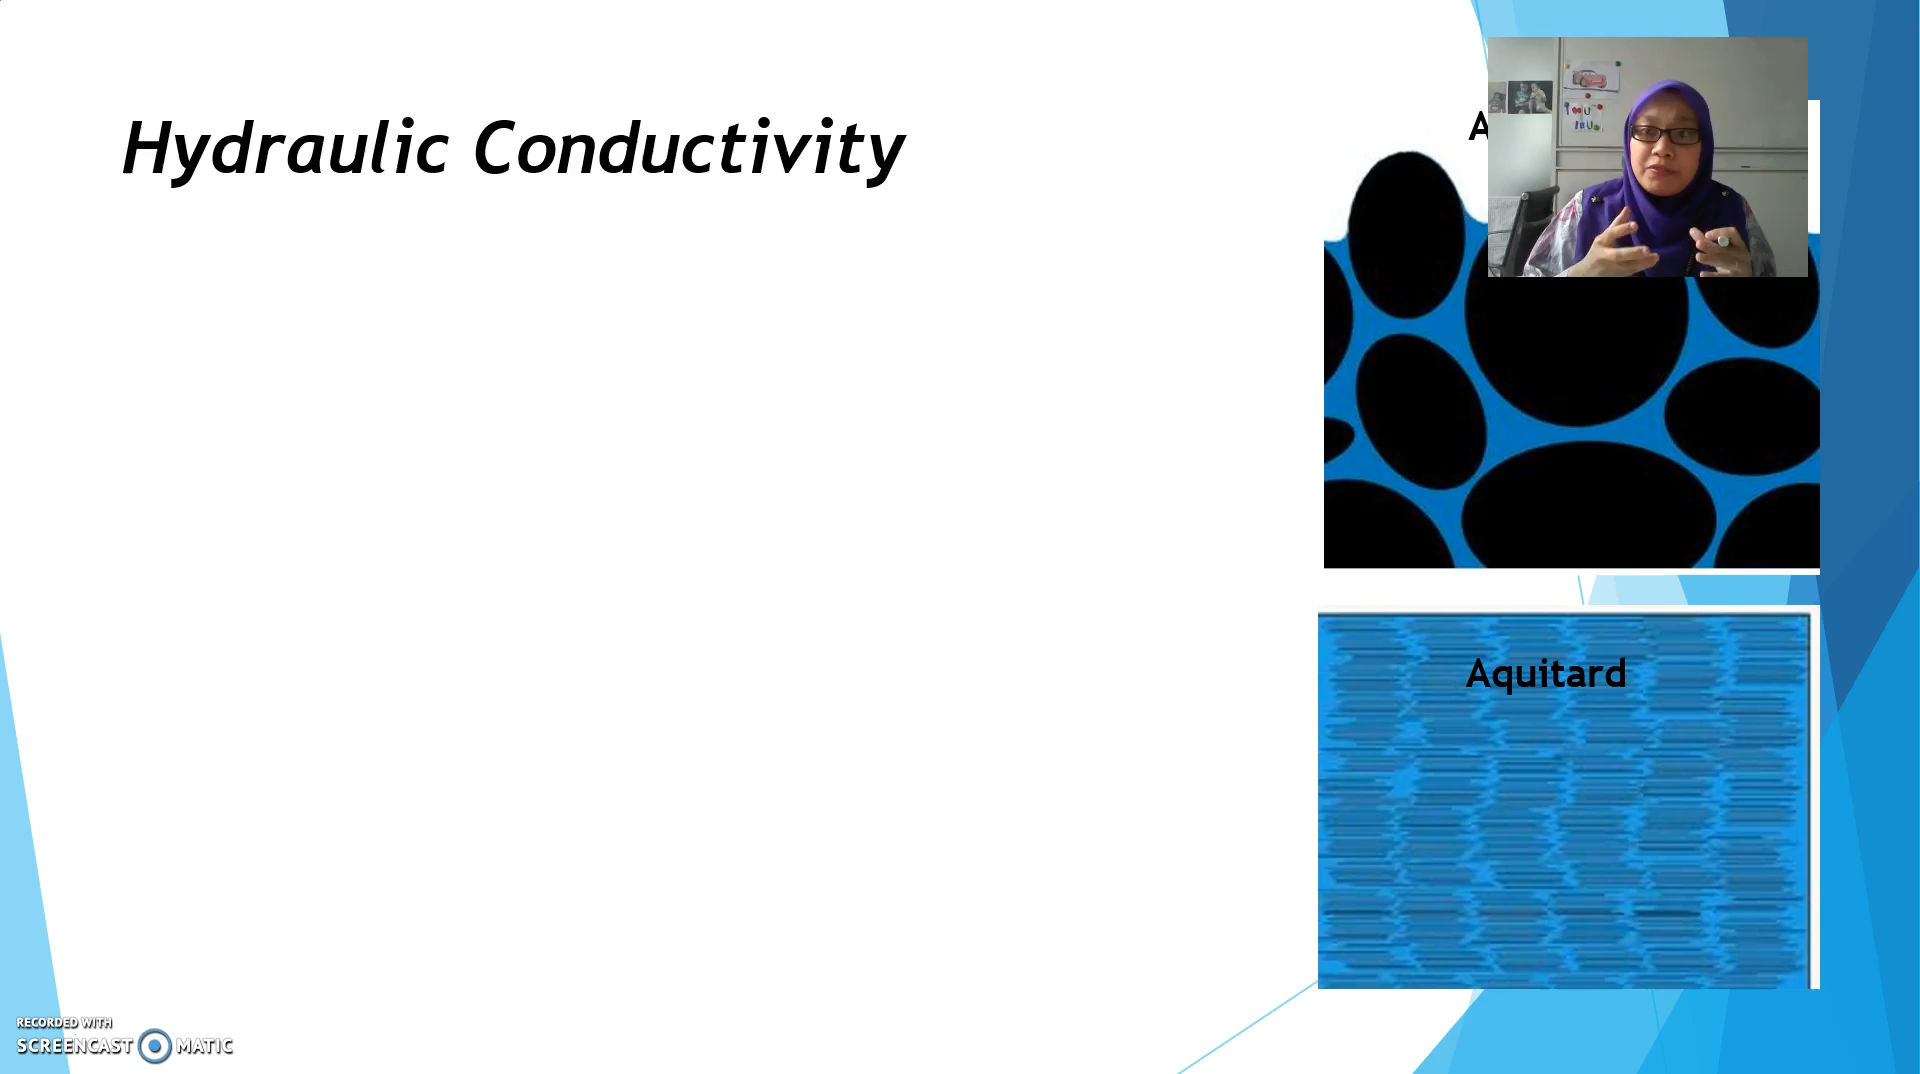 Hydraulic Conductivity
A
Aquitard
RECORDED WITH
SCREENCAST MATIC